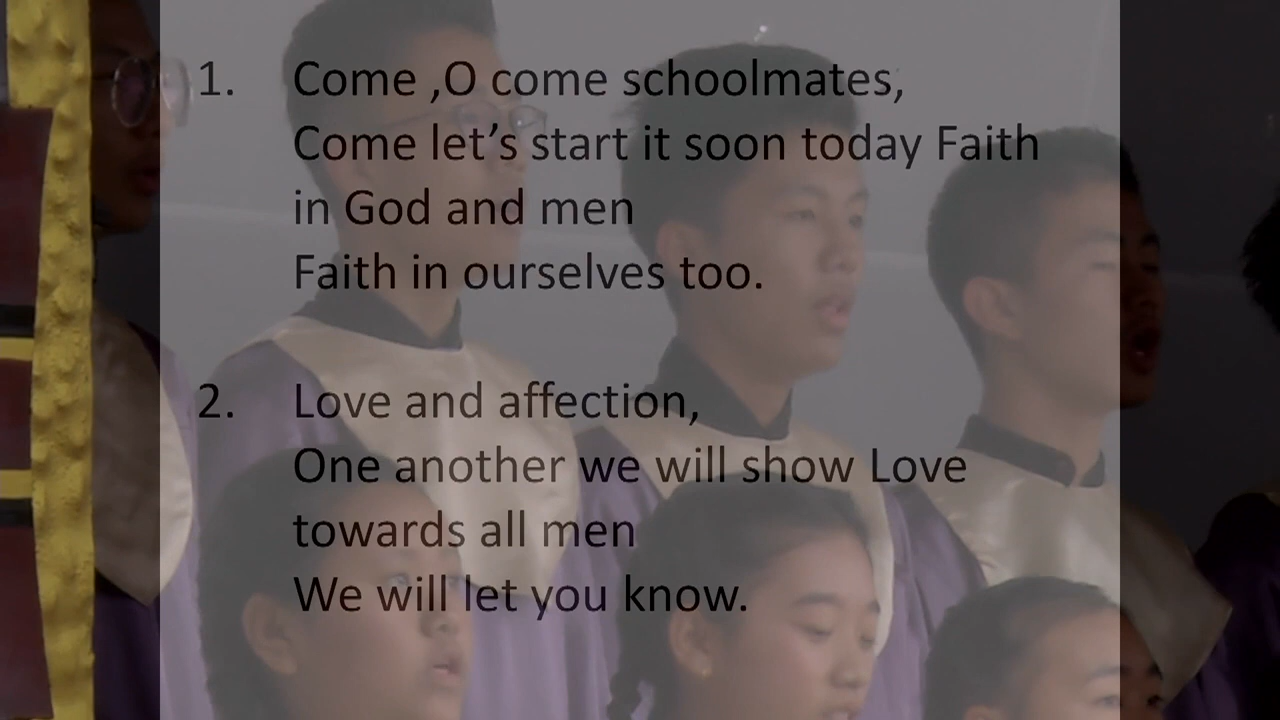 1. Come ,O come schoolmates,
Come let’s start it soon today Faith
in God and men
Faith in ourselves too.
2. Love and affection,
One another we will show Love
towards all men
We will let you know.